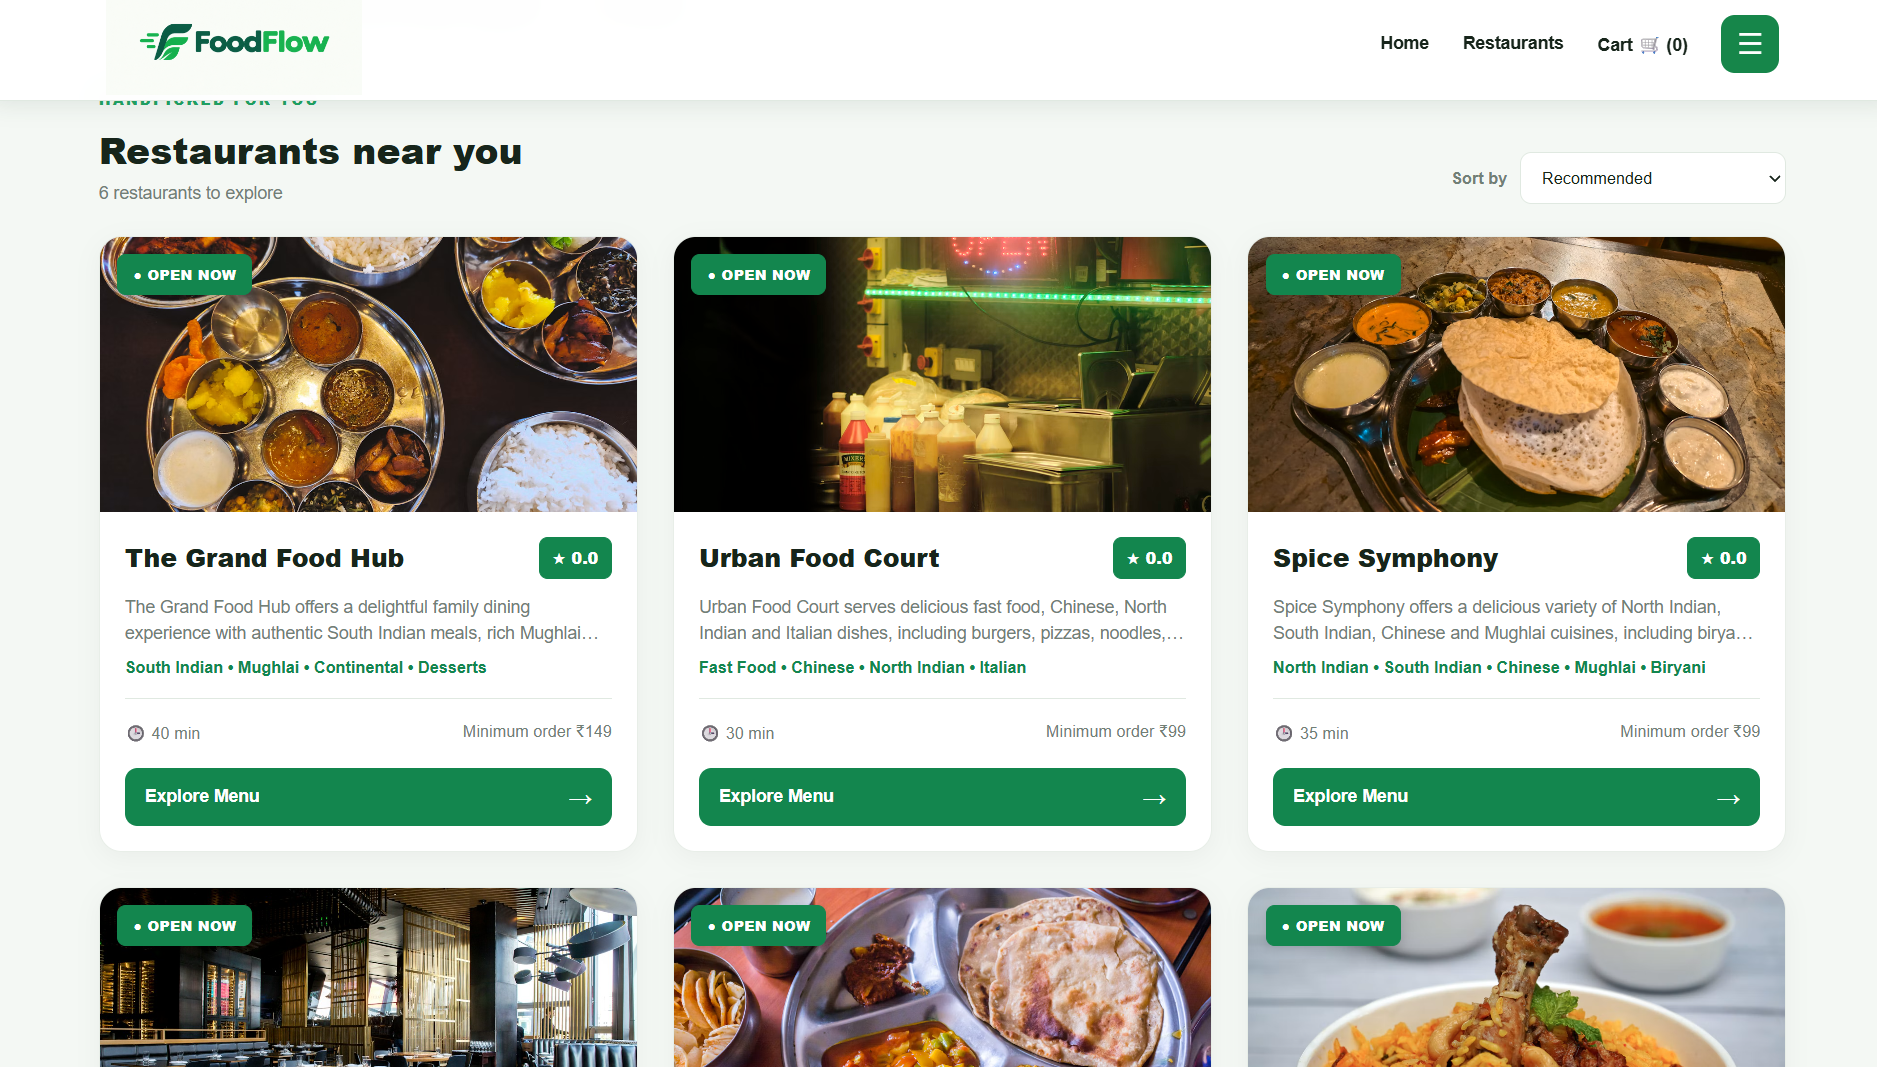 FoodFlow
Home
Restaurants
Cart 🛒 (0)
☰
HANDPICKED FOR YOU
Restaurants near you
6 restaurants to explore
Sort by
Recommended
● OPEN NOW
● OPEN NOW
● OPEN NOW
The Grand Food Hub
★ 0.0
The Grand Food Hub offers a delightful family dining
experience with authentic South Indian meals, rich Mughlai…
South Indian • Mughlai • Continental • Desserts
🕒 40 min
Minimum order ₹149
Explore Menu →
Urban Food Court
★ 0.0
Urban Food Court serves delicious fast food, Chinese, North
Indian and Italian dishes, including burgers, pizzas, noodles,…
Fast Food • Chinese • North Indian • Italian
🕒 30 min
Minimum order ₹99
Explore Menu →
Spice Symphony
★ 0.0
Spice Symphony offers a delicious variety of North Indian,
South Indian, Chinese and Mughlai cuisines, including birya…
North Indian • South Indian • Chinese • Mughlai • Biryani
🕒 35 min
Minimum order ₹99
Explore Menu →
● OPEN NOW
● OPEN NOW
● OPEN NOW